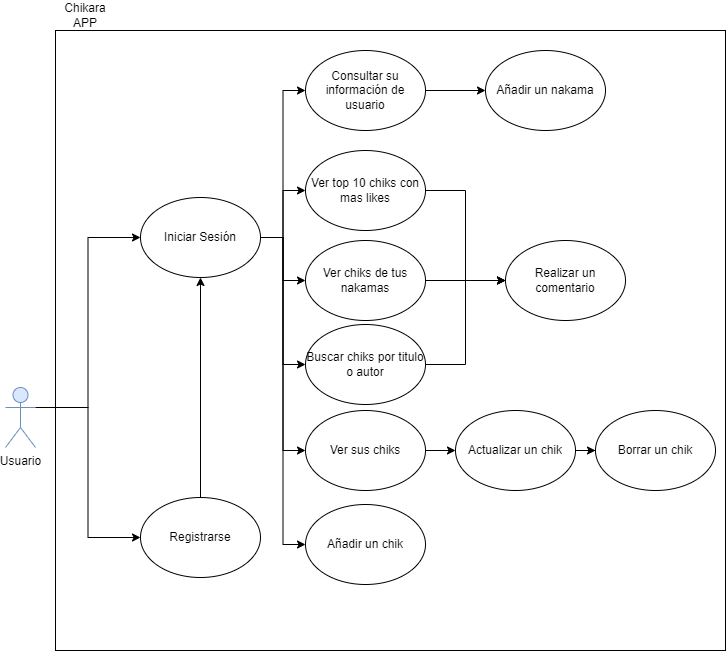 Chikara
APP
Consultar su
información de
usuario
Añadir un nakama
Ver top 10 chiks con
mas likes
Iniciar Sesión
Ver chiks de tus
nakamas
Realizar un
comentario
Buscar chiks por titulo
o autor
Usuario
Ver sus chiks
Actualizar un chik
Borrar un chik
Registrarse
Añadir un chik